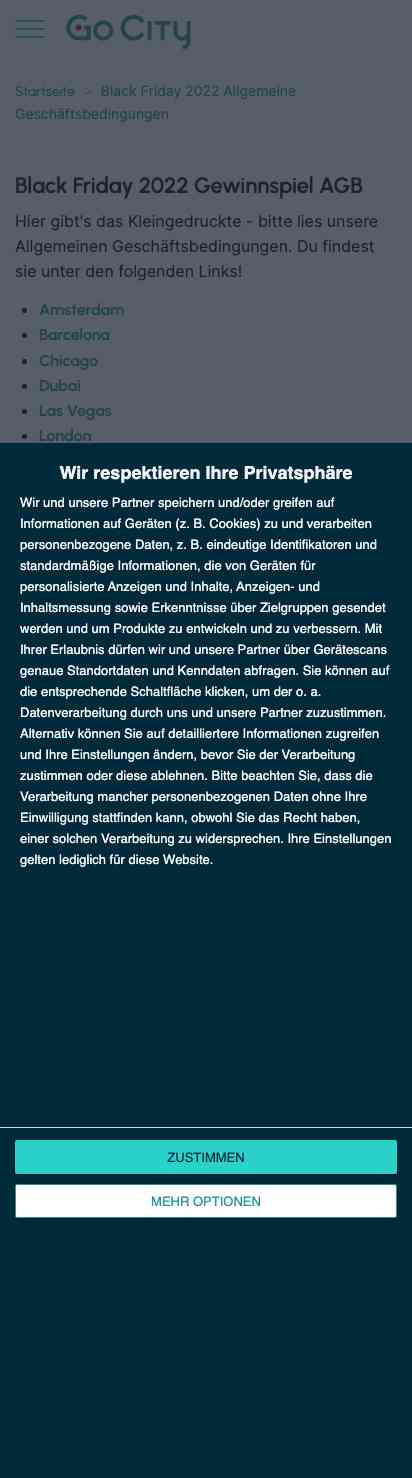 Go City
Startseite > Black Friday 2022 Allgemeine
Geschäftsbedingungen
Black Friday 2022 Gewinnspiel AGB
Hier gibt's das Kleingedruckte - bitte lies unsere
Allgemeinen Geschäftsbedingungen. Du findest
sie unter den folgenden Links!
Amsterdam
Barcelona
Chicago
Dubai
Las Vegas
London
Wir respektieren Ihre Privatsphäre
Wir und unsere Partner speichern und/oder greifen auf
Informationen auf Geräten (z. B. Cookies) zu und verarbeiten
personenbezogene Daten, z. B. eindeutige Identifikatoren und
standardmäßige Informationen, die von Geräten für
personalisierte Anzeigen und Inhalte, Anzeigen- und
Inhaltsmessung sowie Erkenntnisse über Zielgruppen gesendet
werden und um Produkte zu entwickeln und zu verbessern. Mit
Ihrer Erlaubnis dürfen wir und unsere Partner über Gerätescans
genaue Standortdaten und Kenndaten abfragen. Sie können auf
die entsprechende Schaltfläche klicken, um der o. a.
Datenverarbeitung durch uns und unsere Partner zuzustimmen.
Alternativ können Sie auf detailliertere Informationen zugreifen
und Ihre Einstellungen ändern, bevor Sie der Verarbeitung
zustimmen oder diese ablehnen. Bitte beachten Sie, dass die
Verarbeitung mancher personenbezogenen Daten ohne Ihre
Einwilligung stattfinden kann, obwohl Sie das Recht haben,
einer solchen Verarbeitung zu widersprechen. Ihre Einstellungen
gelten lediglich für diese Website.
ZUSTIMMEN
MEHR OPTIONEN